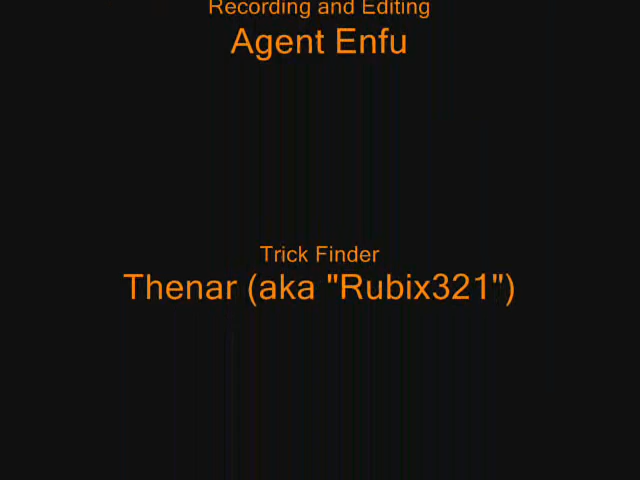 Recording and Editing
Agent Enfu
Trick Finder
Thenar (aka "Rubix321")